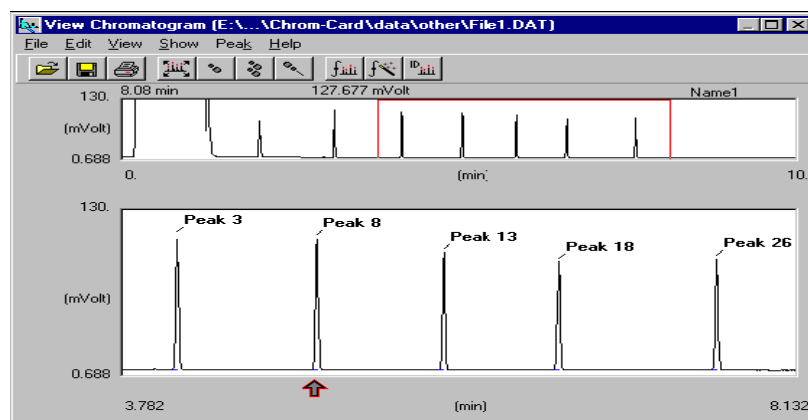 View Chromatogram (E:\...\Chrom-Card\data\other\File1.DAT)
File Edit View Show Peak Help
130. 8.08 min 127.677 mVolt Name1
(mVolt)
0.688
0. (min) 10.
130.
Peak 3 Peak 8 Peak 13 Peak 18 Peak 26
(mVolt)
0.688
3.782 (min) 8.132